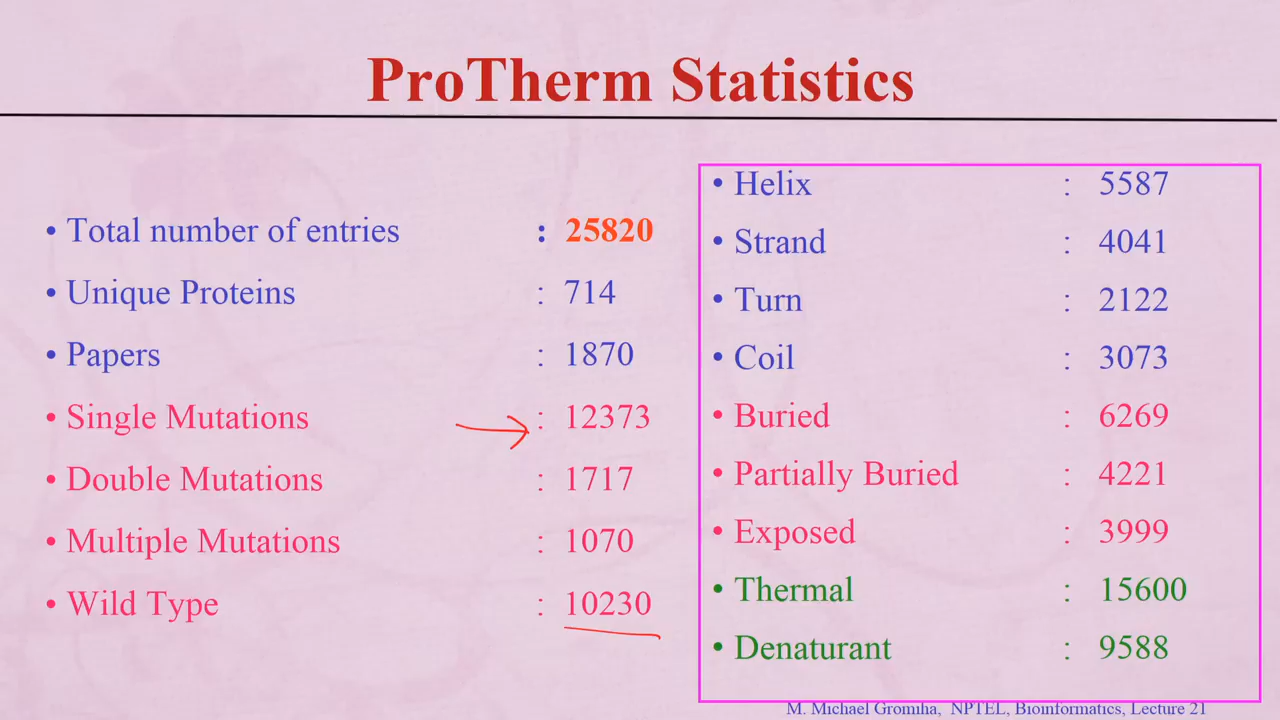 ProTherm Statistics
• Total number of entries : 25820
• Unique Proteins : 714
• Papers : 1870
• Single Mutations : 12373
• Double Mutations : 1717
• Multiple Mutations : 1070
• Wild Type : 10230
• Helix : 5587
• Strand : 4041
• Turn : 2122
• Coil : 3073
• Buried : 6269
• Partially Buried : 4221
• Exposed : 3999
• Thermal : 15600
• Denaturant : 9588
M. Michael Gromiha, NPTEL, Bioinformatics, Lecture 21